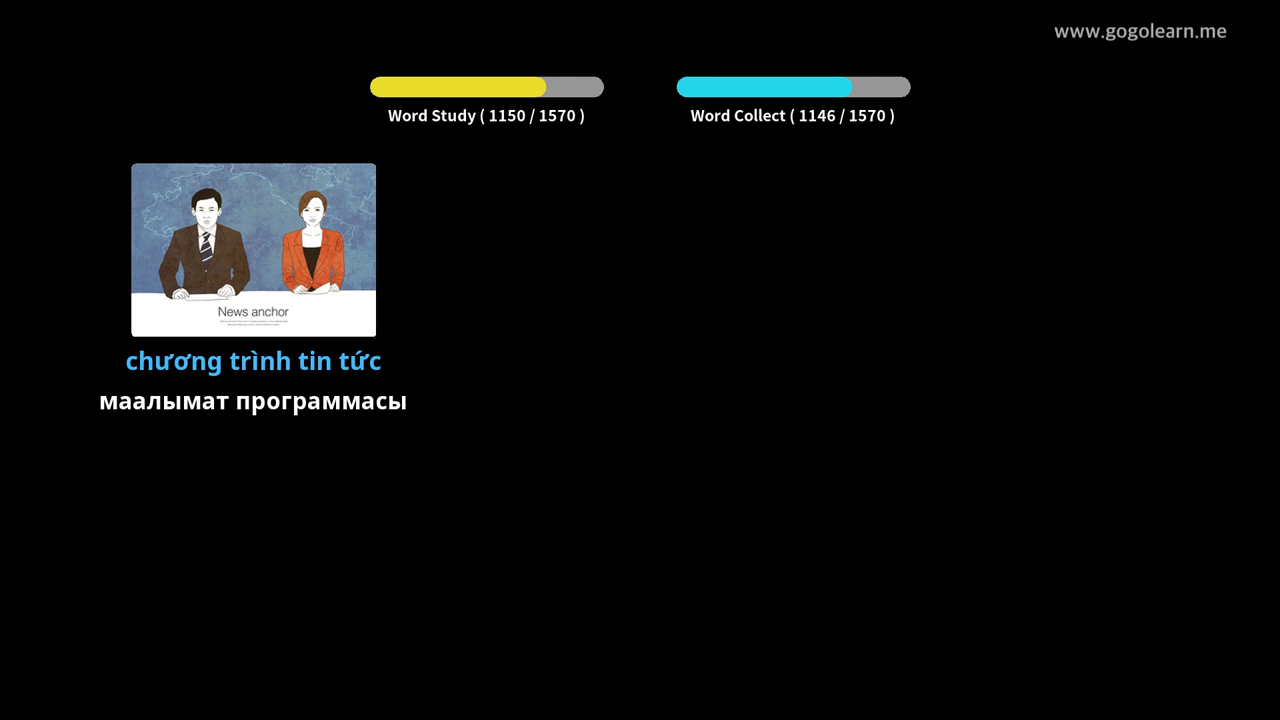 www.gogolearn.me
Word Study ( 1150 / 1570 )
Word Collect ( 1146 / 1570 )
News anchor
chương trình tin tức
маалымат программасы